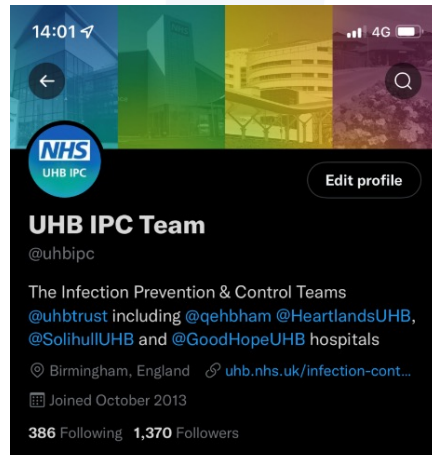 14:01
4G
NHS
UHB IPC
Edit profile
UHB IPC Team
@uhbipc
The Infection Prevention & Control Teams
@uhbtrust including @qehbham @HeartlandsUHB,
@SolihullUHB and @GoodHopeUHB hospitals
Birmingham, England uhb.nhs.uk/infection-cont...
Joined October 2013
386 Following 1,370 Followers